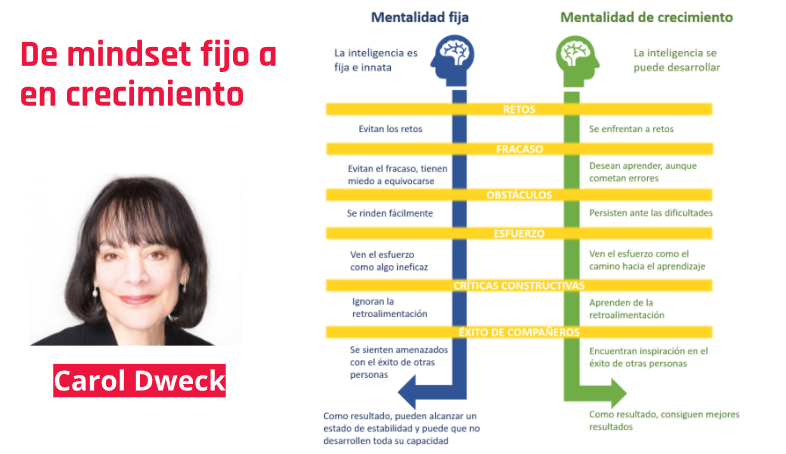 De mindset fijo a
en crecimiento
Carol Dweck
Mentalidad fija
Mentalidad de crecimiento
La inteligencia es
fija e innata
La inteligencia se
puede desarrollar
RETOS
Evitan los retos
Se enfrentan a retos
FRACASO
Evitan el fracaso, tienen
miedo a equivocarse
Desean aprender, aunque
cometan errores
OBSTÁCULOS
Se rinden fácilmente
Persisten ante las dificultades
ESFUERZO
Ven el esfuerzo
como algo ineficaz
Ven el esfuerzo como el
camino hacia el aprendizaje
CRÍTICAS CONSTRUCTIVAS
Ignoran la
retroalimentación
Aprenden de la
retroalimentación
ÉXITO DE COMPAÑEROS
Se sienten amenazados
con el éxito de otras
personas
Encuentran inspiración en el
éxito de otras personas
Como resultado, pueden alcanzar un
estado de estabilidad y puede que no
desarrollen toda su capacidad
Como resultado, consiguen mejores
resultados